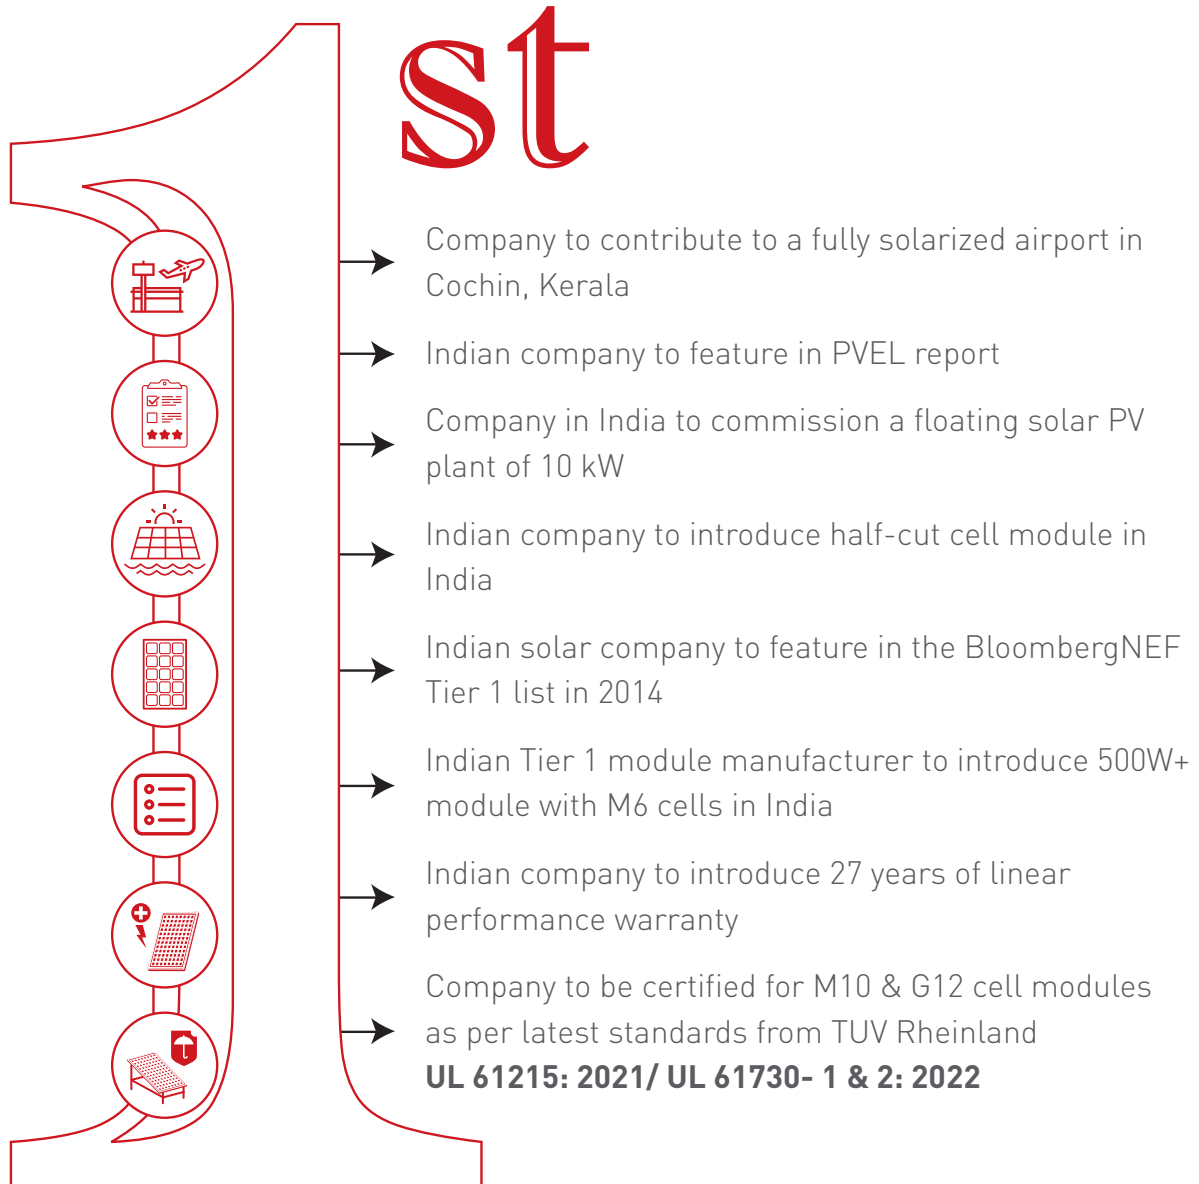 1st
Company to contribute to a fully solarized airport in
Cochin, Kerala
Indian company to feature in PVEL report
Company in India to commission a floating solar PV
plant of 10 kW
Indian company to introduce half-cut cell module in
India
Indian solar company to feature in the BloombergNEF
Tier 1 list in 2014
Indian Tier 1 module manufacturer to introduce 500W+
module with M6 cells in India
Indian company to introduce 27 years of linear
performance warranty
Company to be certified for M10 & G12 cell modules
as per latest standards from TUV Rheinland
UL 61215: 2021/ UL 61730- 1 & 2: 2022